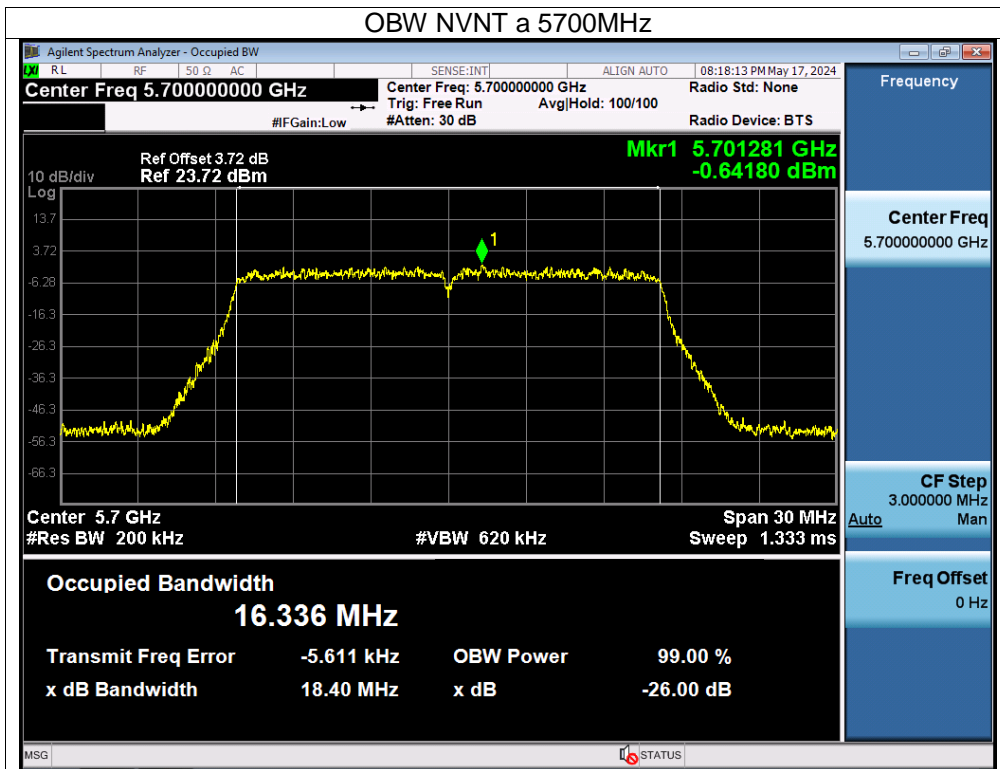 OBW NVNT a 5700MHz
Agilent Spectrum Analyzer - Occupied BW
LXI RL RF 50 Ω AC SENSE:INT ALIGN AUTO 08:18:13 PM May 17, 2024
Center Freq 5.700000000 GHz
Center Freq: 5.700000000 GHz Radio Std: None
Trig: Free Run Avg|Hold: 100/100
#IFGain:Low #Atten: 30 dB Radio Device: BTS
Frequency
Mkr1 5.701281 GHz
-0.64180 dBm
Ref Offset 3.72 dB
10 dB/div Ref 23.72 dBm
Log
13.7
3.72
-6.28
-16.3
-26.3
-36.3
-46.3
-56.3
-66.3
1
Center 5.7 GHz Span 30 MHz
#Res BW 200 kHz #VBW 620 kHz Sweep 1.333 ms
Center Freq
5.700000000 GHz
CF Step
3.000000 MHz
Auto Man
Freq Offset
0 Hz
Occupied Bandwidth
16.336 MHz
Transmit Freq Error -5.611 kHz OBW Power 99.00 %
x dB Bandwidth 18.40 MHz x dB -26.00 dB
MSG STATUS